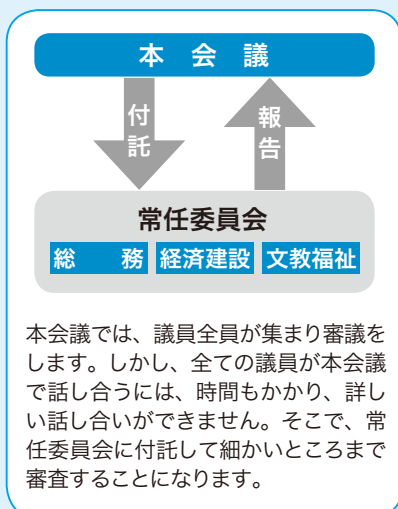 本会議
付託
報告
常任委員会
総務 経済建設 文教福祉
本会議では、議員全員が集まり審議を
します。しかし、全ての議員が本会議
で話し合うには、時間もかかり、詳し
い話し合いができません。そこで、常
任委員会に付託して細かいところまで
審査することになります。